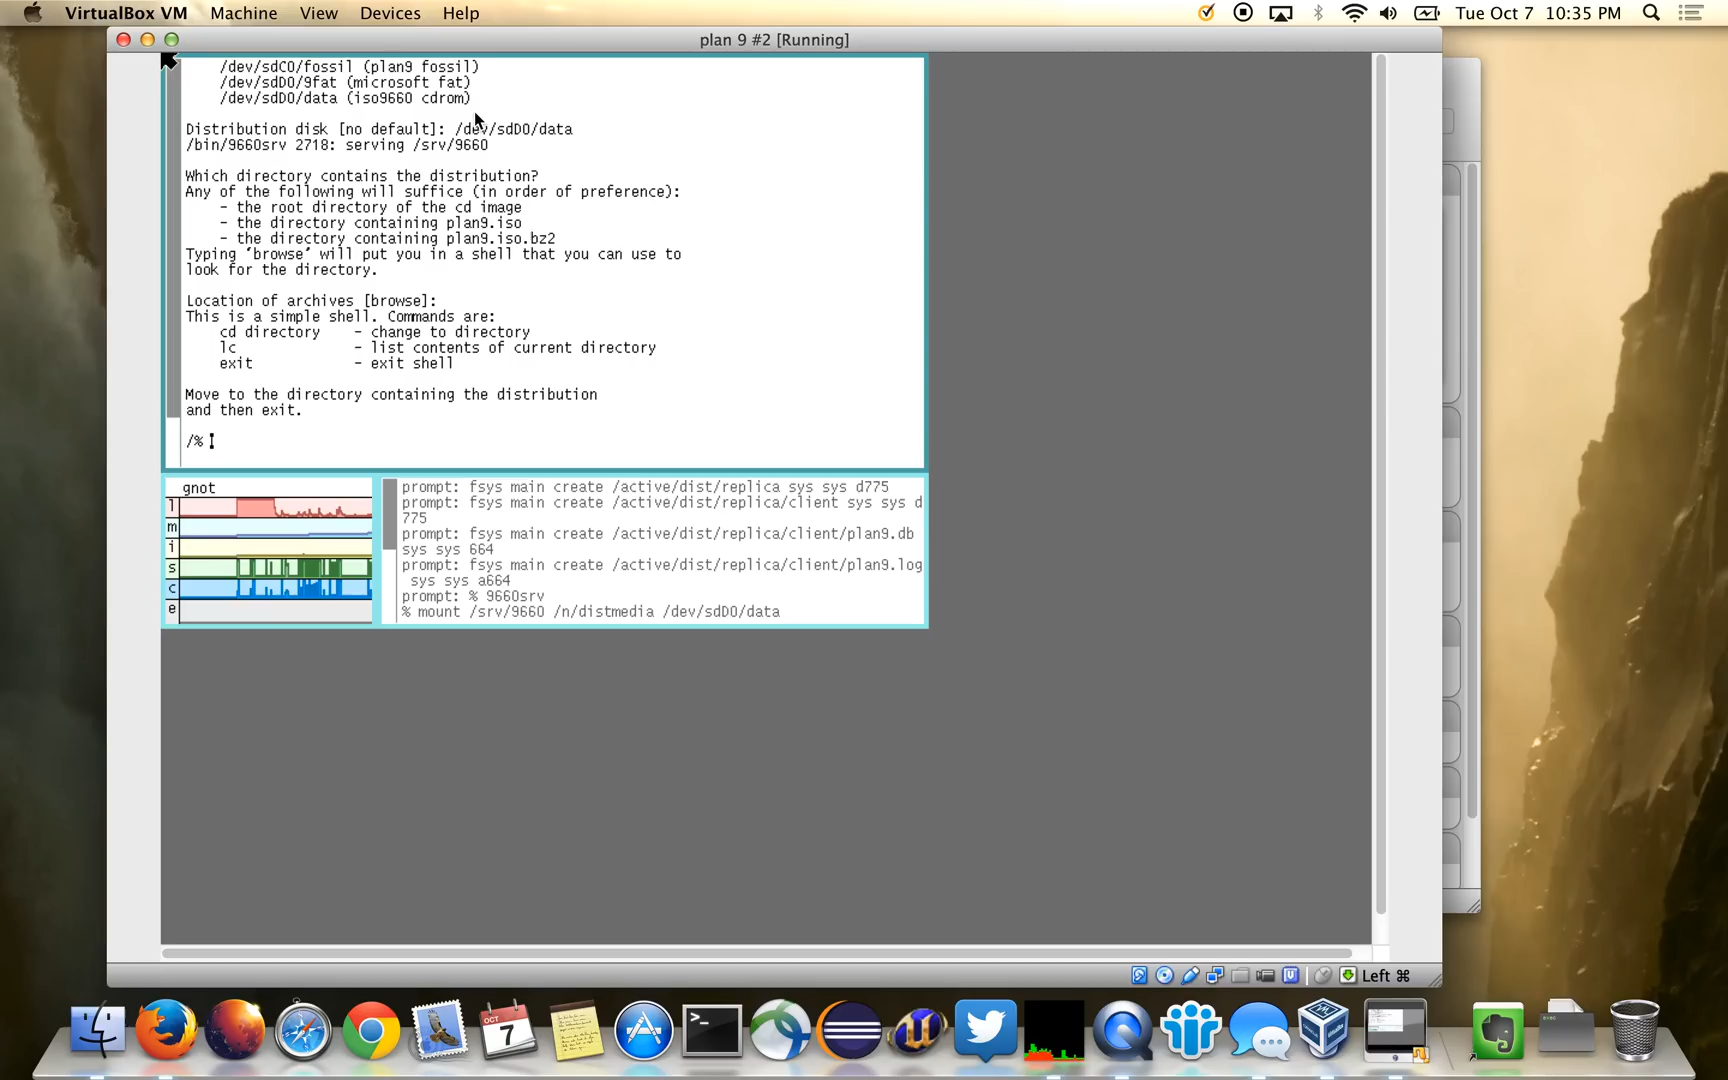 VirtualBox VM Machine View Devices Help Tue Oct 7 10:35 PM
plan 9 #2 [Running]
/dev/sdC0/fossil (plan9 fossil)
/dev/sdD0/9fat (microsoft fat)
/dev/sdD0/data (iso9660 cdrom)
Distribution disk [no default]: /dev/sdD0/data
/bin/9660srv 2718: serving /srv/9660
Which directory contains the distribution?
Any of the following will suffice (in order of preference):
- the root directory of the cd image
- the directory containing plan9.iso
- the directory containing plan9.iso.bz2
Typing ‘browse’ will put you in a shell that you can use to
look for the directory.
Location of archives [browse]:
This is a simple shell. Commands are:
cd directory - change to directory
lc - list contents of current directory
exit - exit shell
Move to the directory containing the distribution
and then exit.
/%
gnot
l
m
i
s
c
e
prompt: fsys main create /active/dist/replica sys sys d775
prompt: fsys main create /active/dist/replica/client sys sys d
775
prompt: fsys main create /active/dist/replica/client/plan9.db
sys sys 664
prompt: fsys main create /active/dist/replica/client/plan9.log
sys sys a664
prompt: % 9660srv
% mount /srv/9660 /n/distmedia /dev/sdD0/data
Left ⌘
OCT
7
>_